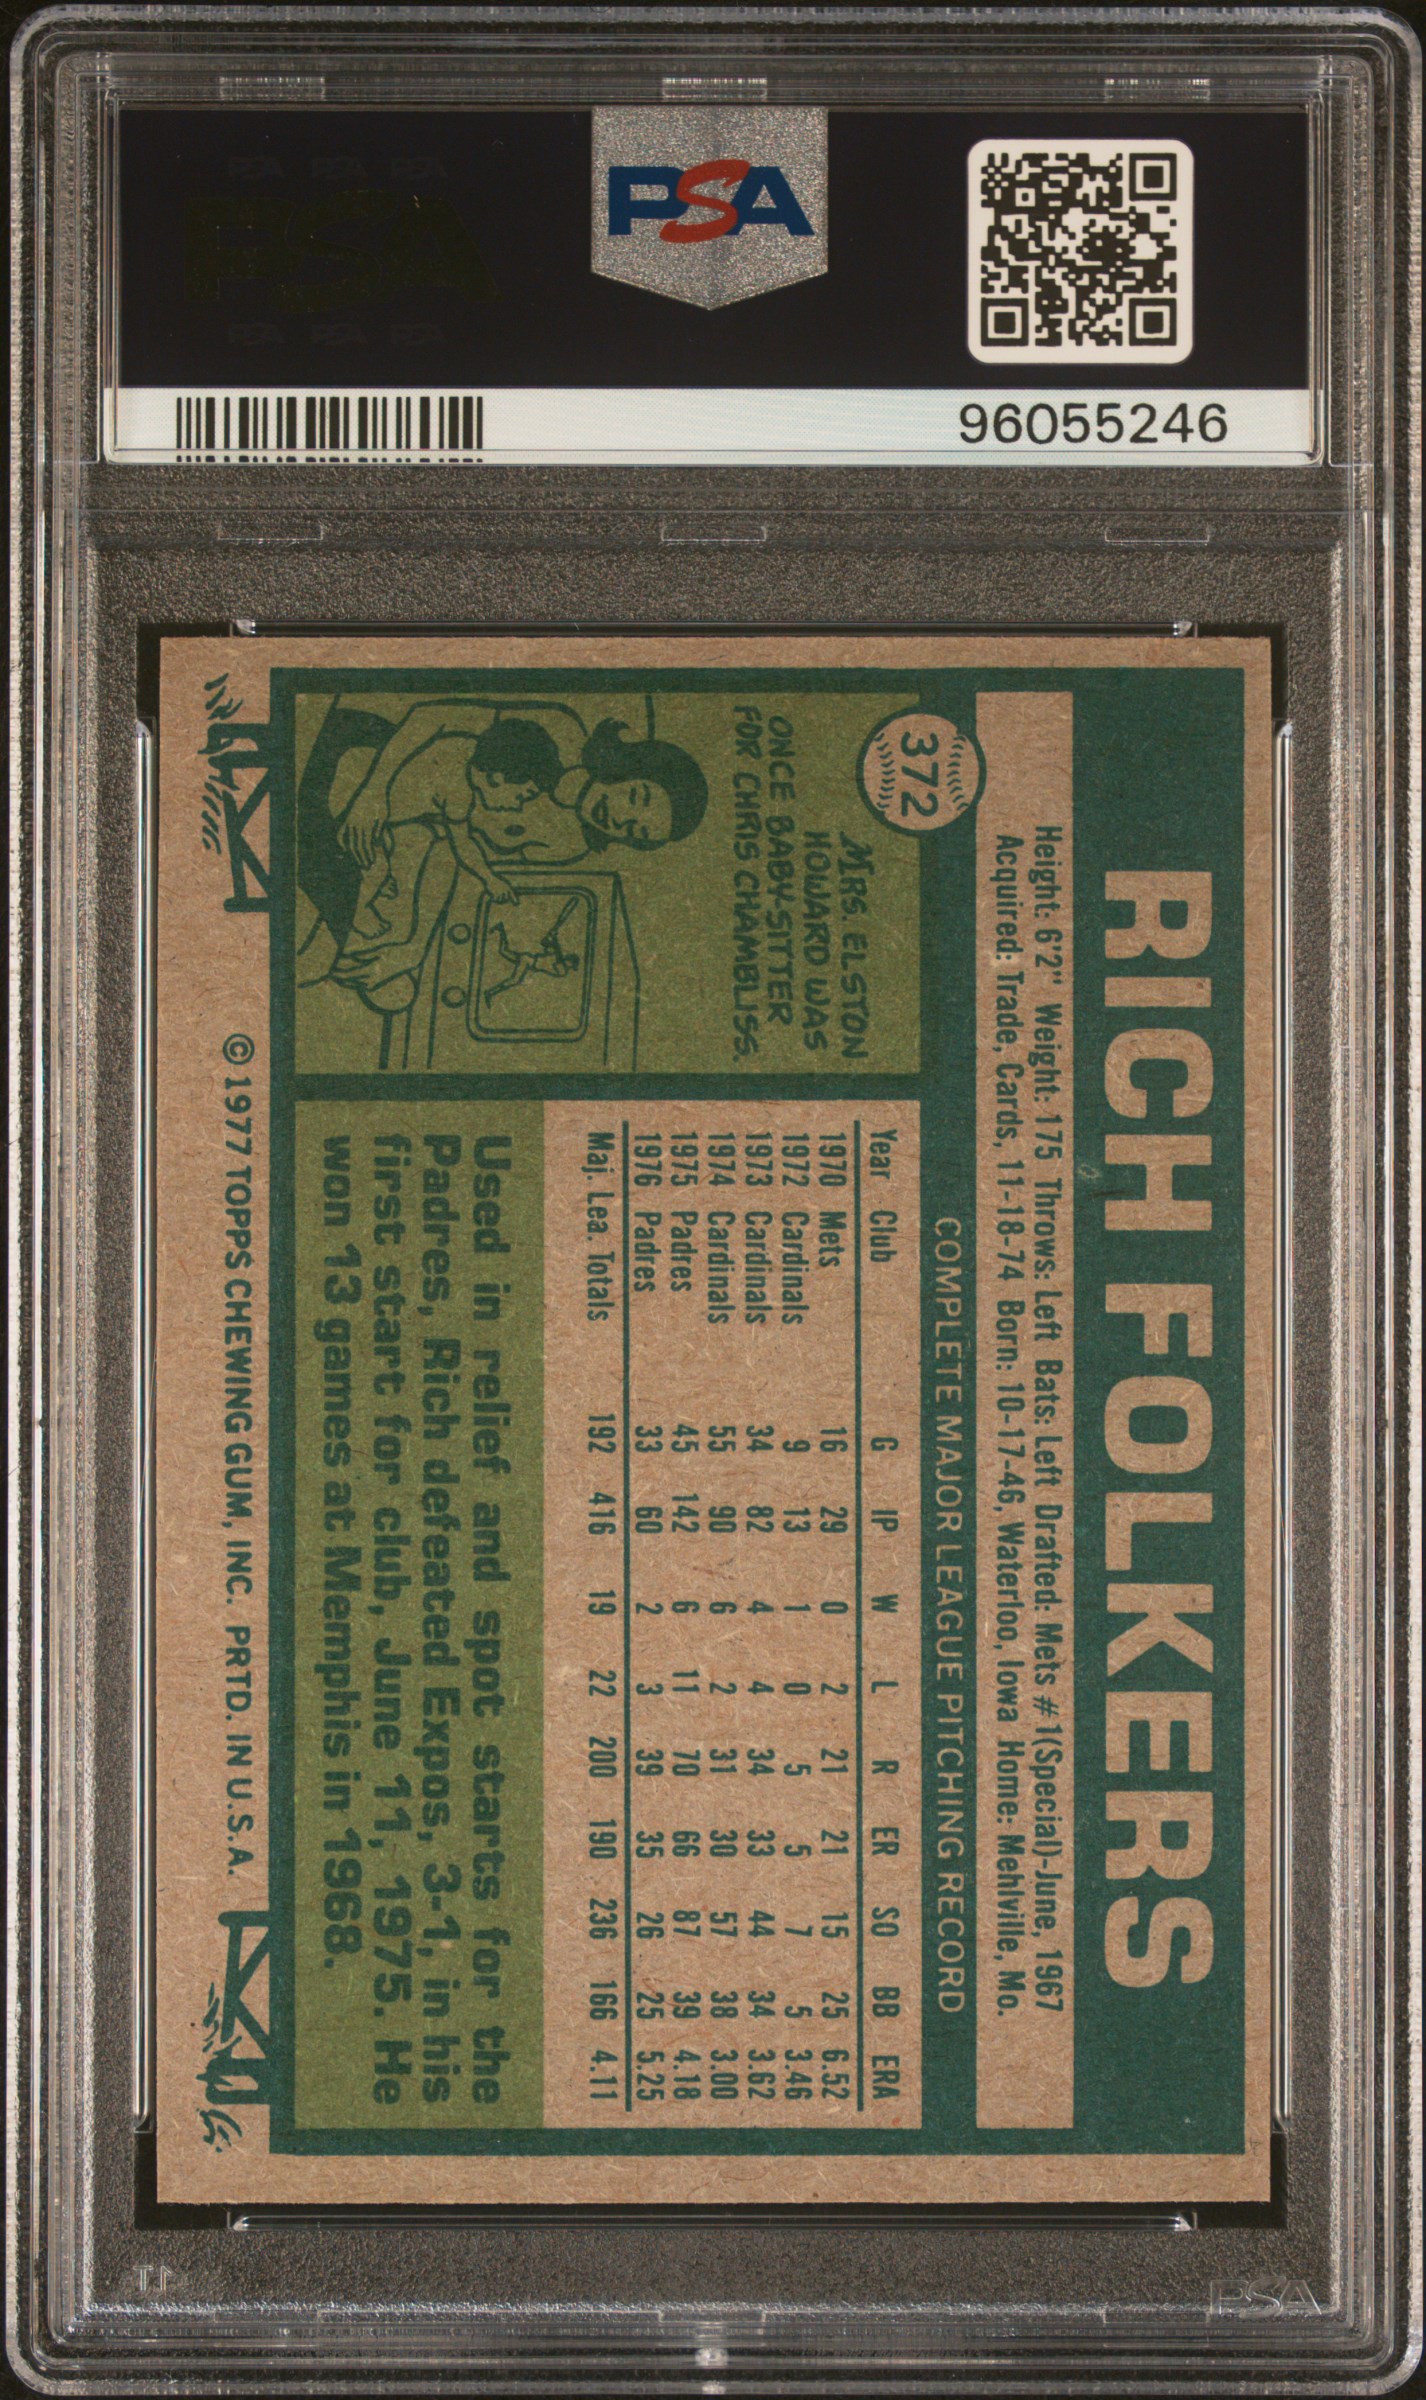 PSA
96055246
RICH FOLKERS
372
Height: 6'2" Weight: 175 Throws: Left Bats: Left Drafted: Mets #1(Special)-June, 1967
Acquired: Trade, Cards, 11-18-74 Born: 10-17-46, Waterloo, Iowa Home: Mehlville, Mo.
COMPLETE MAJOR LEAGUE PITCHING RECORD
MRS. ELSTON
HOWARD WAS
ONCE BABY-SITTER
FOR CHRIS CHAMBLISS.
Year Club G IP W L R ER SO BB ERA
1970 Mets 16 29 0 2 21 21 15 25 6.52
1972 Cardinals 9 13 1 0 5 5 7 5 3.46
1973 Cardinals 34 82 4 4 34 33 44 34 3.62
1974 Cardinals 55 90 6 2 31 30 57 38 3.00
1975 Padres 45 142 6 11 70 66 87 39 4.18
1976 Padres 33 60 2 3 39 35 26 25 5.25
Maj. Lea. Totals 192 416 19 22 200 190 236 166 4.11
Used in relief and spot starts for the
Padres, Rich defeated Expos, 3-1, in his
first start for club, June 11, 1975. He
won 13 games at Memphis in 1968.
© 1977 TOPPS CHEWING GUM, INC. PRTD. IN U.S.A.
PSA